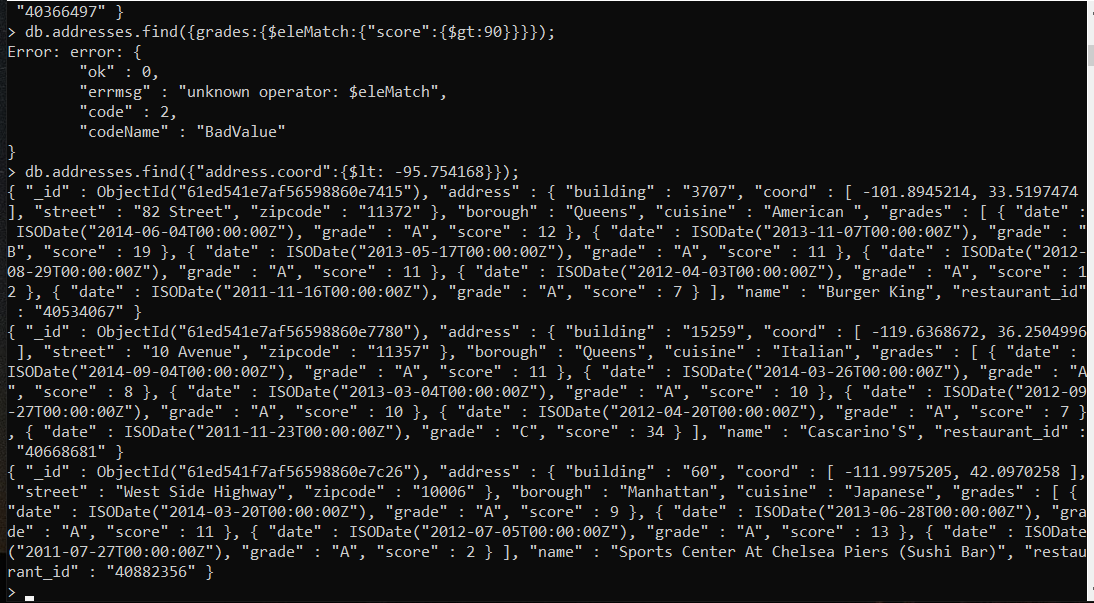 "40366497" }
> db.addresses.find({grades:{$eleMatch:{"score":{$gt:90}}}});
Error: error: {
"ok" : 0,
"errmsg" : "unknown operator: $eleMatch",
"code" : 2,
"codeName" : "BadValue"
}
> db.addresses.find({"address.coord":{$lt: -95.754168}});
{ "_id" : ObjectId("61ed541e7af56598860e7415"), "address" : { "building" : "3707", "coord" : [ -101.8945214, 33.5197474
], "street" : "82 Street", "zipcode" : "11372" }, "borough" : "Queens", "cuisine" : "American ", "grades" : [ { "date" :
ISODate("2014-06-04T00:00:00Z"), "grade" : "A", "score" : 12 }, { "date" : ISODate("2013-11-07T00:00:00Z"), "grade" : "
B", "score" : 19 }, { "date" : ISODate("2013-05-17T00:00:00Z"), "grade" : "A", "score" : 11 }, { "date" : ISODate("2012-
08-29T00:00:00Z"), "grade" : "A", "score" : 11 }, { "date" : ISODate("2012-04-03T00:00:00Z"), "grade" : "A", "score" : 1
2 }, { "date" : ISODate("2011-11-16T00:00:00Z"), "grade" : "A", "score" : 7 } ], "name" : "Burger King", "restaurant_id"
: "40534067" }
{ "_id" : ObjectId("61ed541e7af56598860e7780"), "address" : { "building" : "15259", "coord" : [ -119.6368672, 36.2504996
], "street" : "10 Avenue", "zipcode" : "11357" }, "borough" : "Queens", "cuisine" : "Italian", "grades" : [ { "date" :
ISODate("2014-09-04T00:00:00Z"), "grade" : "A", "score" : 11 }, { "date" : ISODate("2014-03-26T00:00:00Z"), "grade" : "A
", "score" : 8 }, { "date" : ISODate("2013-03-04T00:00:00Z"), "grade" : "A", "score" : 10 }, { "date" : ISODate("2012-09
-27T00:00:00Z"), "grade" : "A", "score" : 10 }, { "date" : ISODate("2012-04-20T00:00:00Z"), "grade" : "A", "score" : 7 }
, { "date" : ISODate("2011-11-23T00:00:00Z"), "grade" : "C", "score" : 34 } ], "name" : "Cascarino'S", "restaurant_id" :
"40668681" }
{ "_id" : ObjectId("61ed541f7af56598860e7c26"), "address" : { "building" : "60", "coord" : [ -111.9975205, 42.0970258 ],
"street" : "West Side Highway", "zipcode" : "10006" }, "borough" : "Manhattan", "cuisine" : "Japanese", "grades" : [ {
"date" : ISODate("2014-03-20T00:00:00Z"), "grade" : "A", "score" : 9 }, { "date" : ISODate("2013-06-28T00:00:00Z"), "gra
de" : "A", "score" : 11 }, { "date" : ISODate("2012-07-05T00:00:00Z"), "grade" : "A", "score" : 13 }, { "date" : ISODate
("2011-07-27T00:00:00Z"), "grade" : "A", "score" : 2 } ], "name" : "Sports Center At Chelsea Piers (Sushi Bar)", "restau
rant_id" : "40882356" }
>